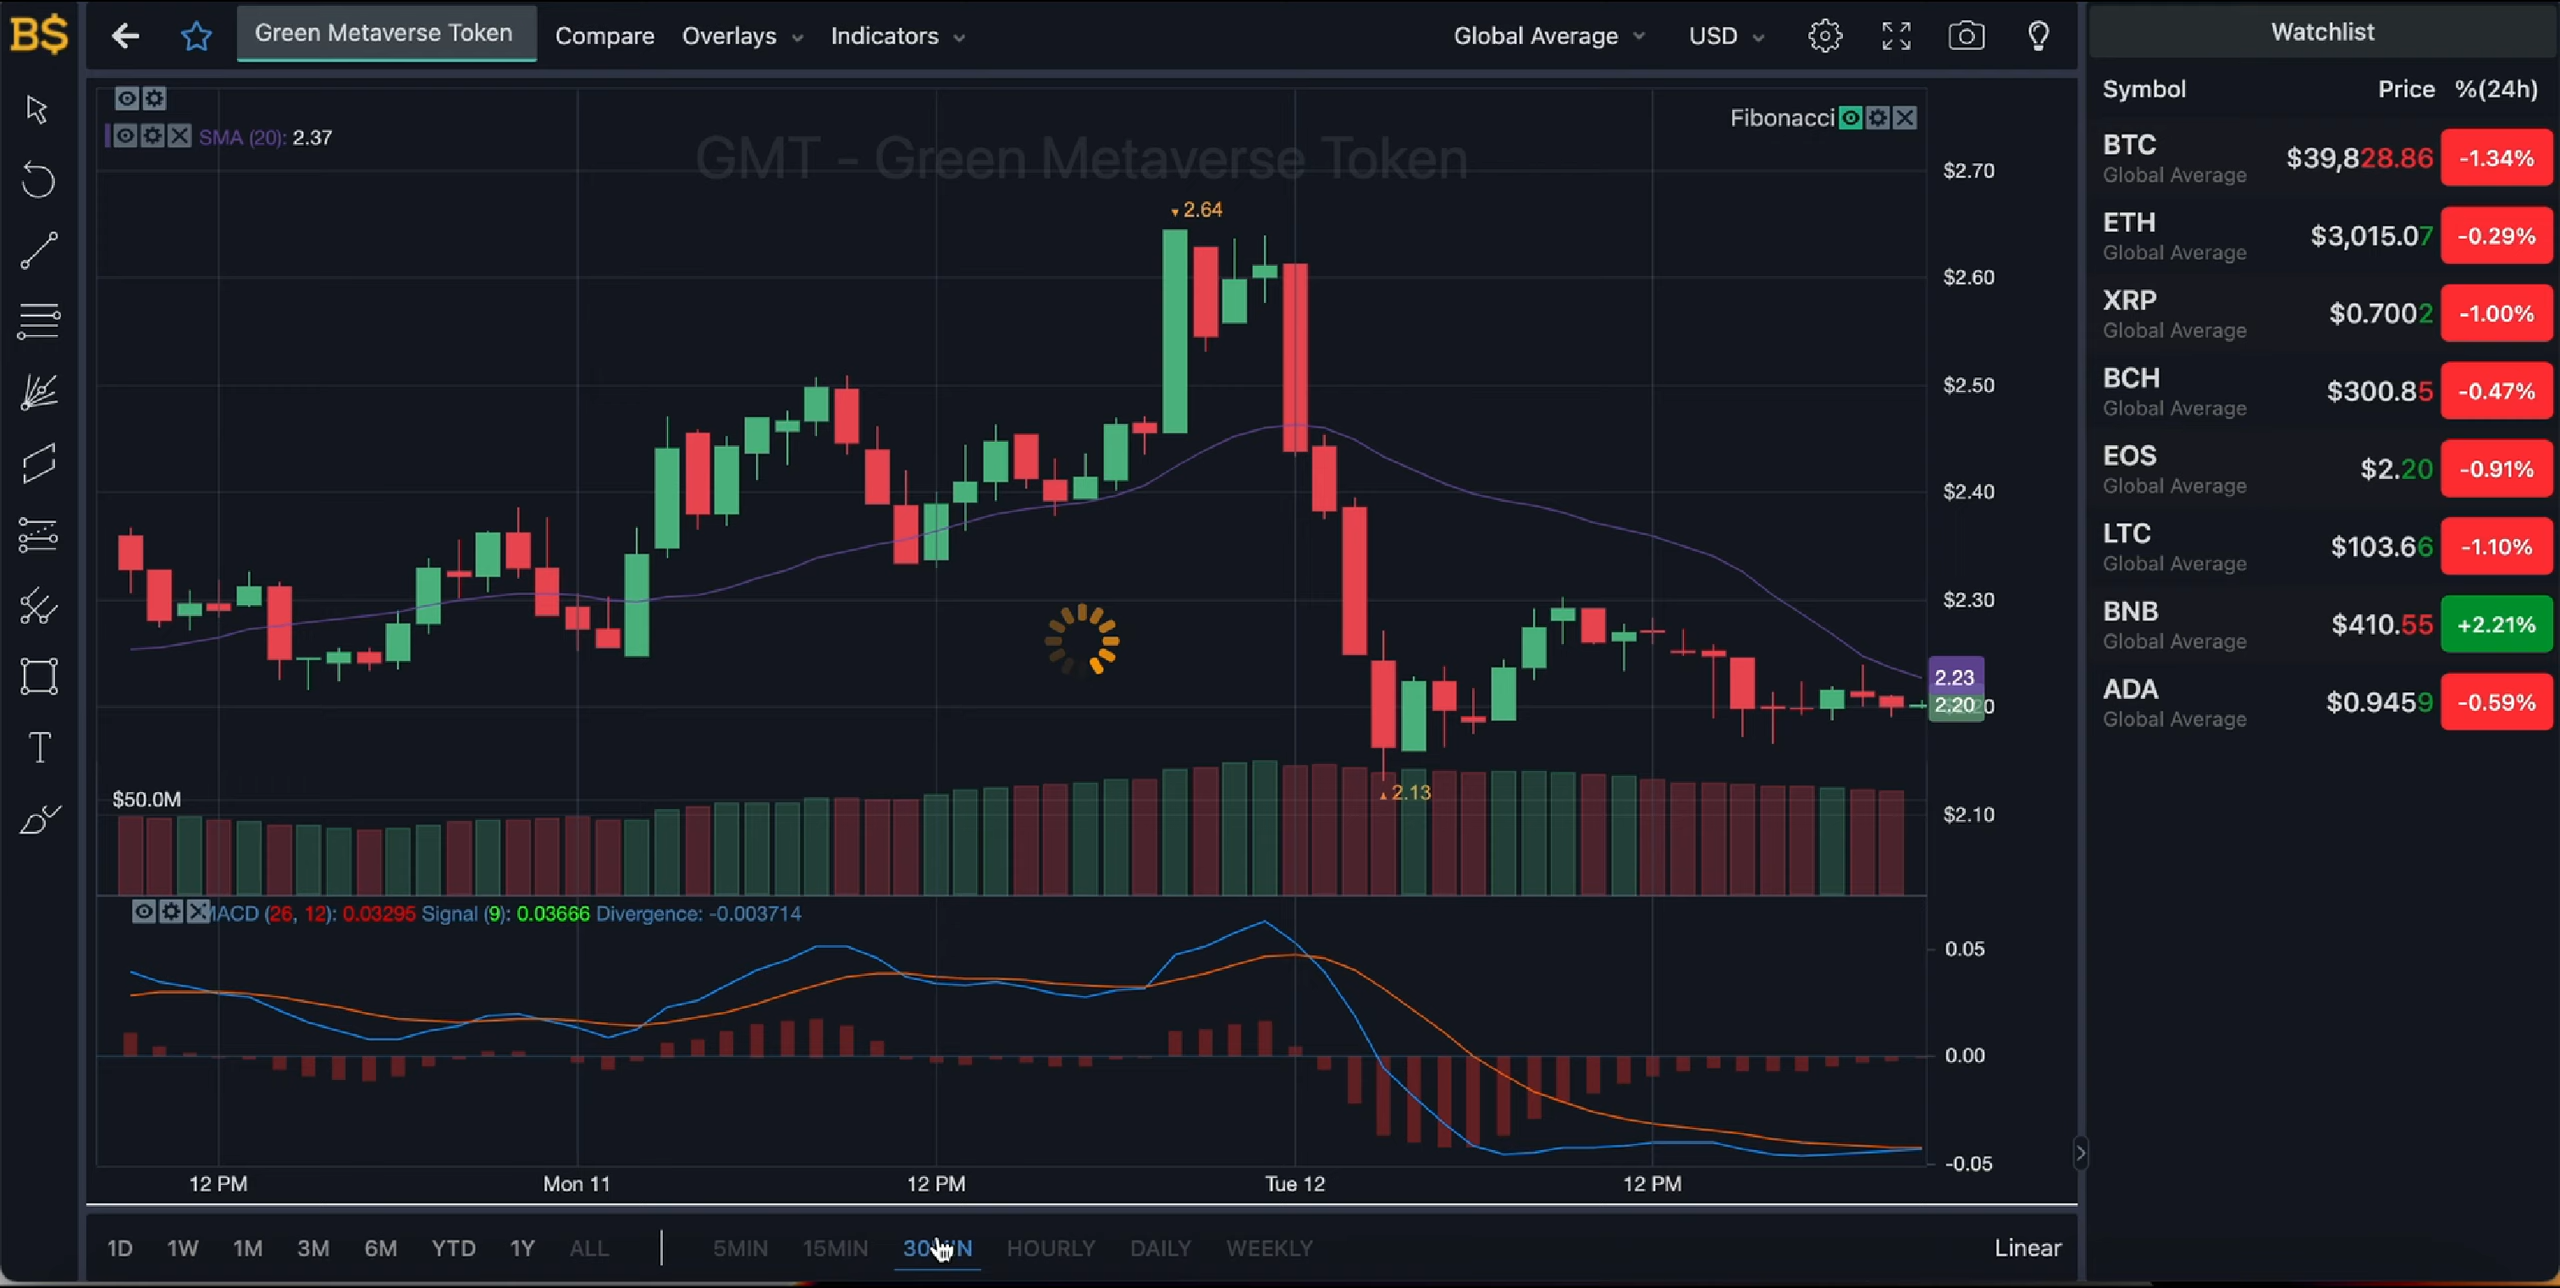 B$
Green Metaverse Token
Compare
Overlays
Indicators
Global Average
USD
SMA (20): 2.37
Fibonacci
GMT - Green Metaverse Token
2.64
2.13
$2.70
$2.60
$2.50
$2.40
$2.30
2.23
2.20
$2.10
$50.0M
MACD (26, 12): 0.03295 Signal (9): 0.03666 Divergence: -0.003714
0.05
0.00
-0.05
12 PM
Mon 11
12 PM
Tue 12
12 PM
1D 1W 1M 3M 6M YTD 1Y ALL
5MIN 15MIN HOURLY DAILY WEEKLY
Linear
Watchlist
Symbol Price %(24h)
BTC $39,828.86 -1.34%
Global Average
ETH $3,015.07 -0.29%
Global Average
XRP $0.7002 -1.00%
Global Average
BCH $300.85 -0.47%
Global Average
EOS $2.20 -0.91%
Global Average
LTC $103.66 -1.10%
Global Average
BNB $410.55 +2.21%
Global Average
ADA $0.9459 -0.59%
Global Average